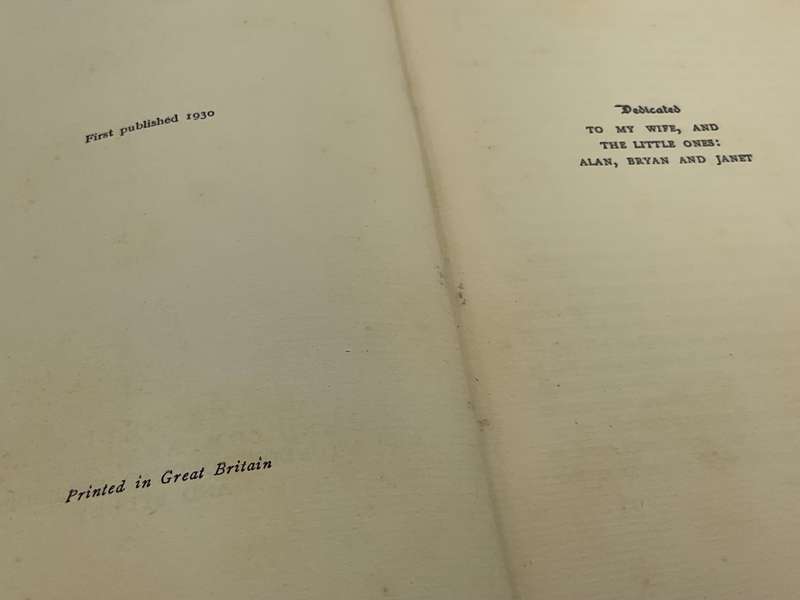 First published 1930
Printed in Great Britain
Dedicated
TO MY WIFE, AND
THE LITTLE ONES:
ALAN, BRYAN AND JANET